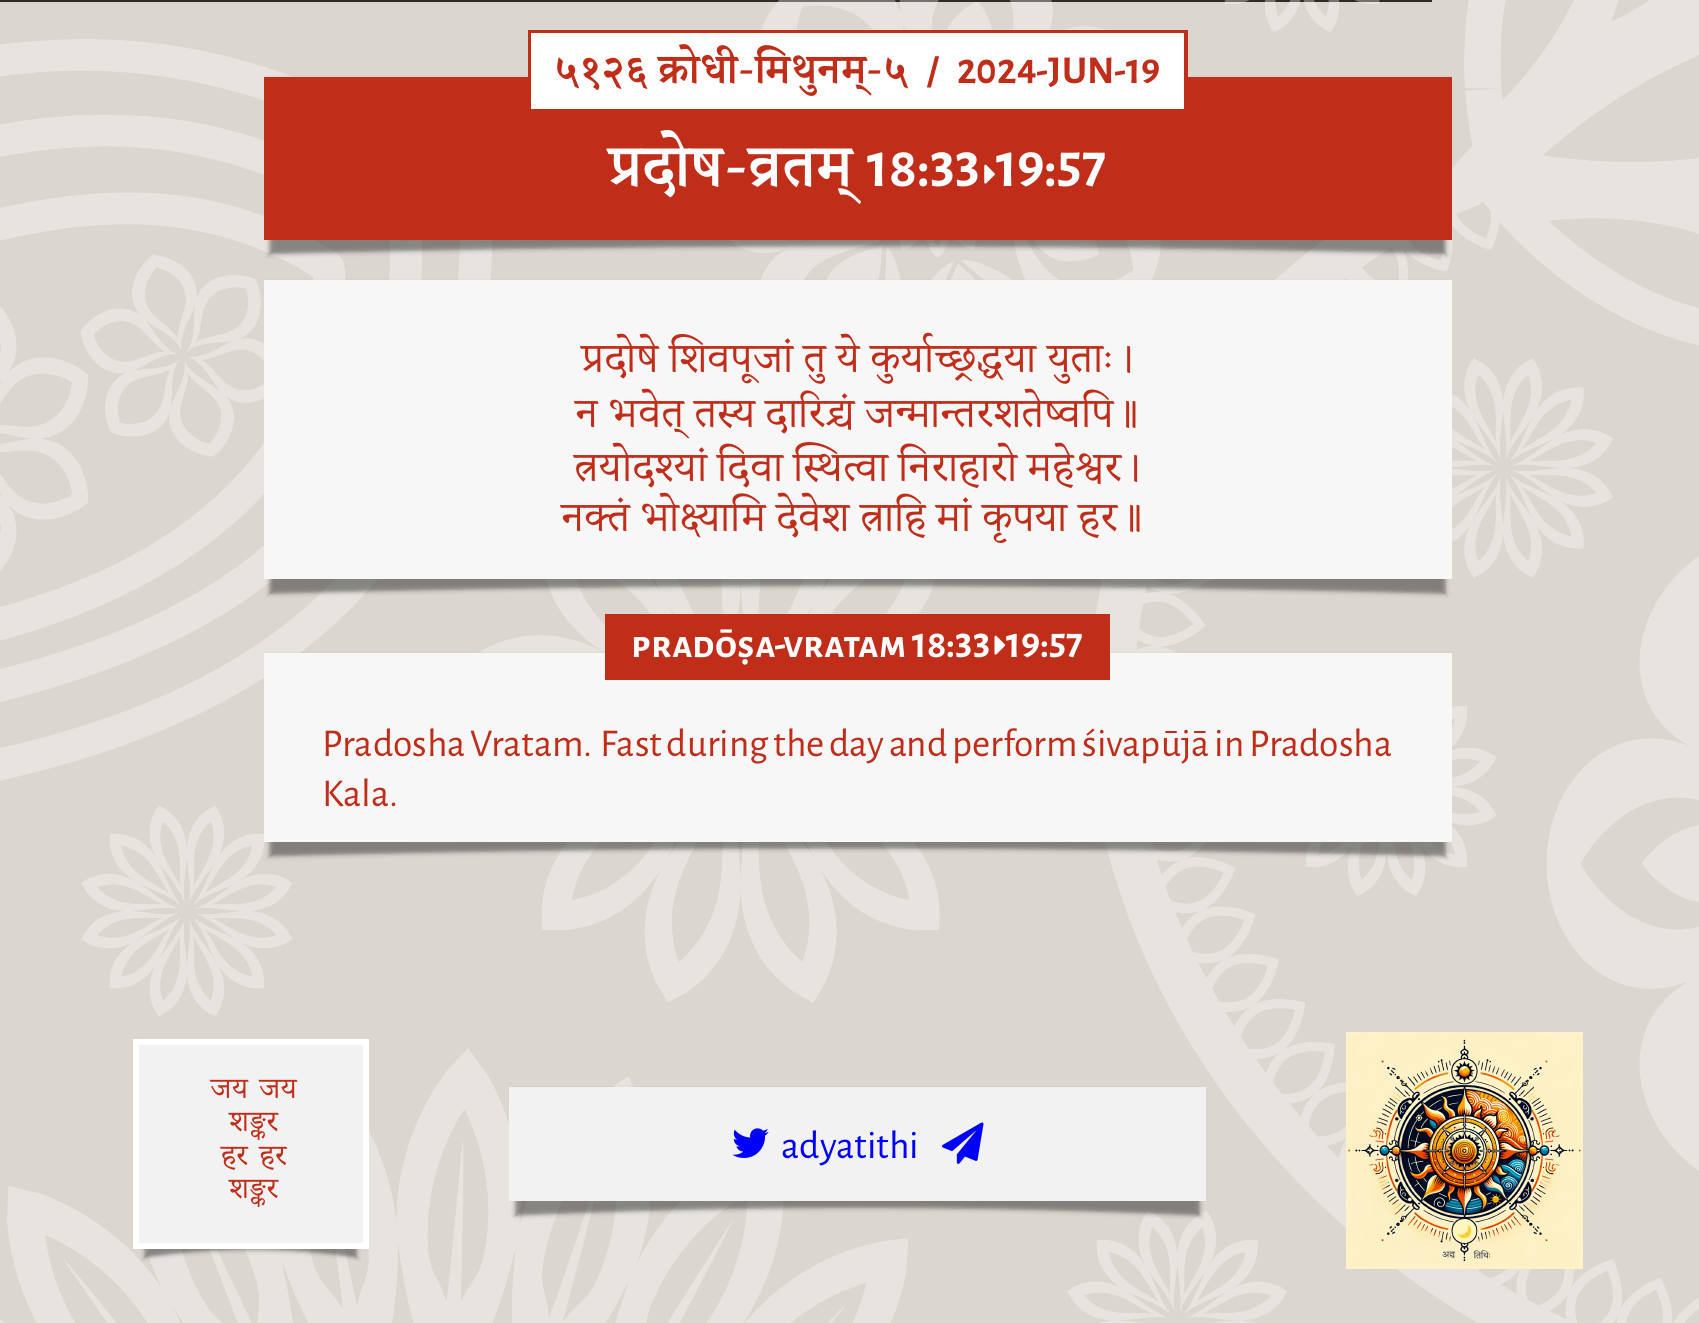 ५१२६ क्रोधी-मिथुनम्-५ / 2024-JUN-19
प्रदोष-व्रतम् 18:33▸19:57
प्रदोषे शिवपूजां तु ये कुर्याच्छ्रद्धया युताः।
न भवेत् तस्य दारिद्र्यं जन्मान्तरशतेष्वपि॥
त्रयोदश्यां दिवा स्थित्वा निराहारो महेश्वर।
नक्तं भोक्ष्यामि देवेश त्राहि मां कृपया हर॥
PRADŌṢA-VRATAM 18:33▸19:57
Pradosha Vratam. Fast during the day and perform śivapūjā in Pradosha
Kala.
जय जय
शङ्कर
हर हर
शङ्कर
adyatithi
अद्य तिथिः